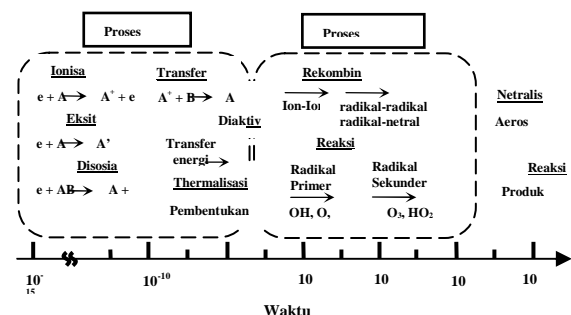 Proses
Proses
Ionisa
e + A → A⁺ + e
Eksit
e + A → A'
Disosia
e + AB → A +
Transfer
A⁺ + B → A
Diaktiv
Transfer
energi →
Thermalisasi
Pembentukan
Rekombin
Ion-Ion
radikal-radikal
radikal-netral
Reaksi
Radikal
Primer
OH, O,
Radikal
Sekunder
O₃, HO₂
Netralis
Aeros
Reaksi
Produk
10⁻¹⁵
10⁻¹⁰
10
10
10
10
Waktu